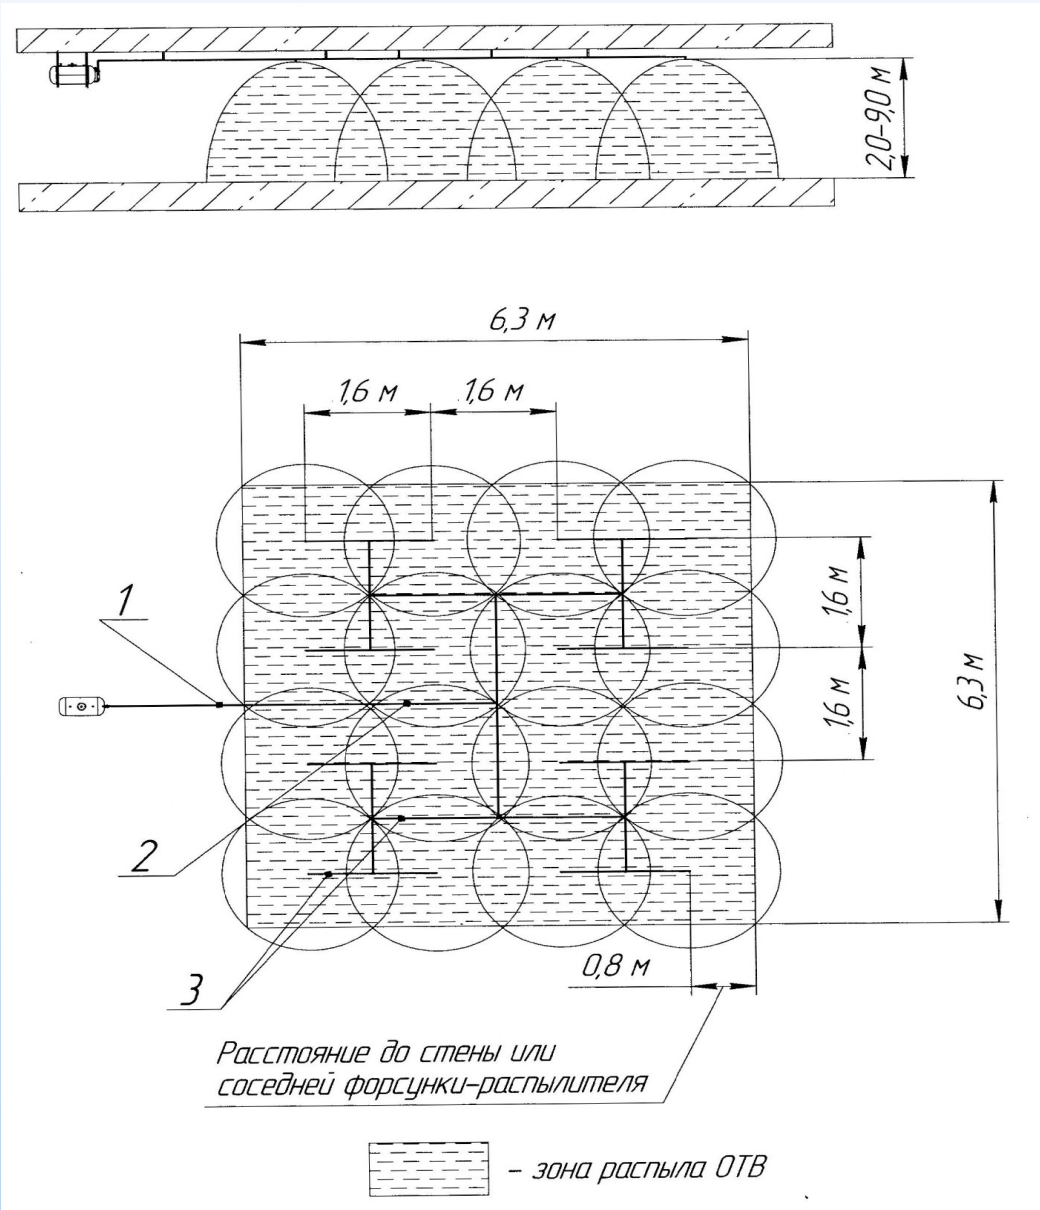 2,0-9,0 м
6,3 м
1,6 м
1,6 м
1
1,6 м
6,3 м
1,6 м
2
3
0,8 м
Расстояние до стены или
соседней форсунки-распылителя
- зона распыла ОТВ